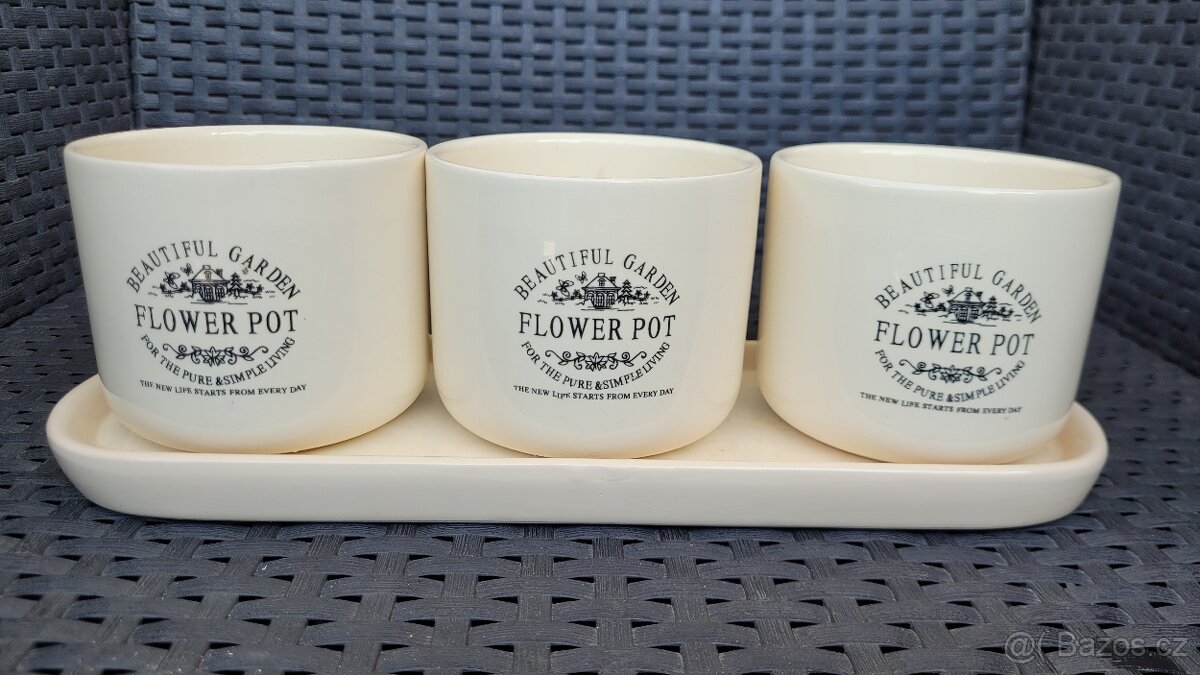 BEAUTIFUL GARDEN
FLOWER POT
FOR THE PURE & SIMPLE LIVING
THE NEW LIFE STARTS FROM EVERY DAY
BEAUTIFUL GARDEN
FLOWER POT
FOR THE PURE & SIMPLE LIVING
THE NEW LIFE STARTS FROM EVERY DAY
BEAUTIFUL GARDEN
FLOWER POT
FOR THE PURE & SIMPLE LIVING
THE NEW LIFE STARTS FROM EVERY DAY
@( Bazos.cz